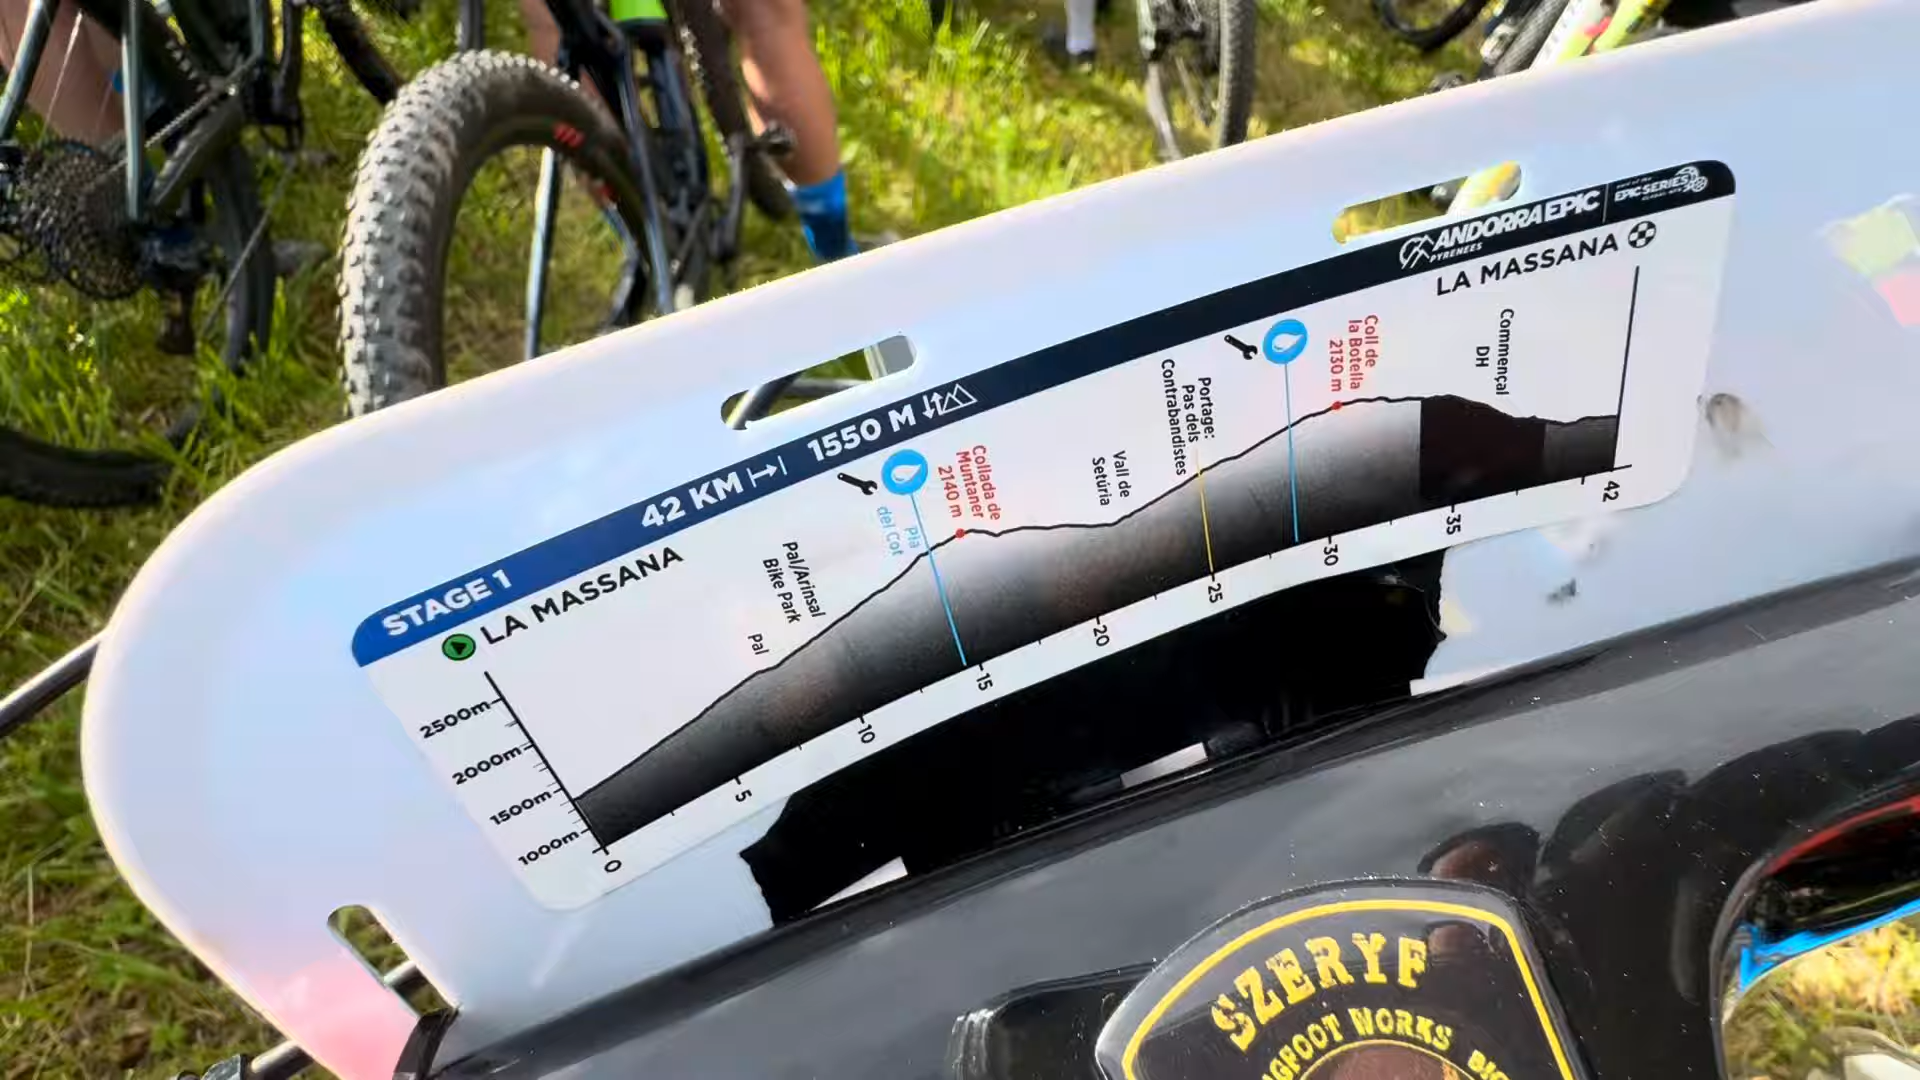 ANDORRA EPIC
PYRENEES
EPIC SERIES
STAGE 1
42 KM
1550 M
LA MASSANA
LA MASSANA
2500m
2000m
1500m
1000m
Pal
Pal/Arinsal
Bike Park
Pla
del Cot
Collada de
Muntaner
2140 m
Vall de
Setúria
Portage:
Pas dels
Contrabandistes
Coll de
la Botella
2130 m
Commençal
DH
0
5
10
15
20
25
30
35
42
SZERYF
WORKS